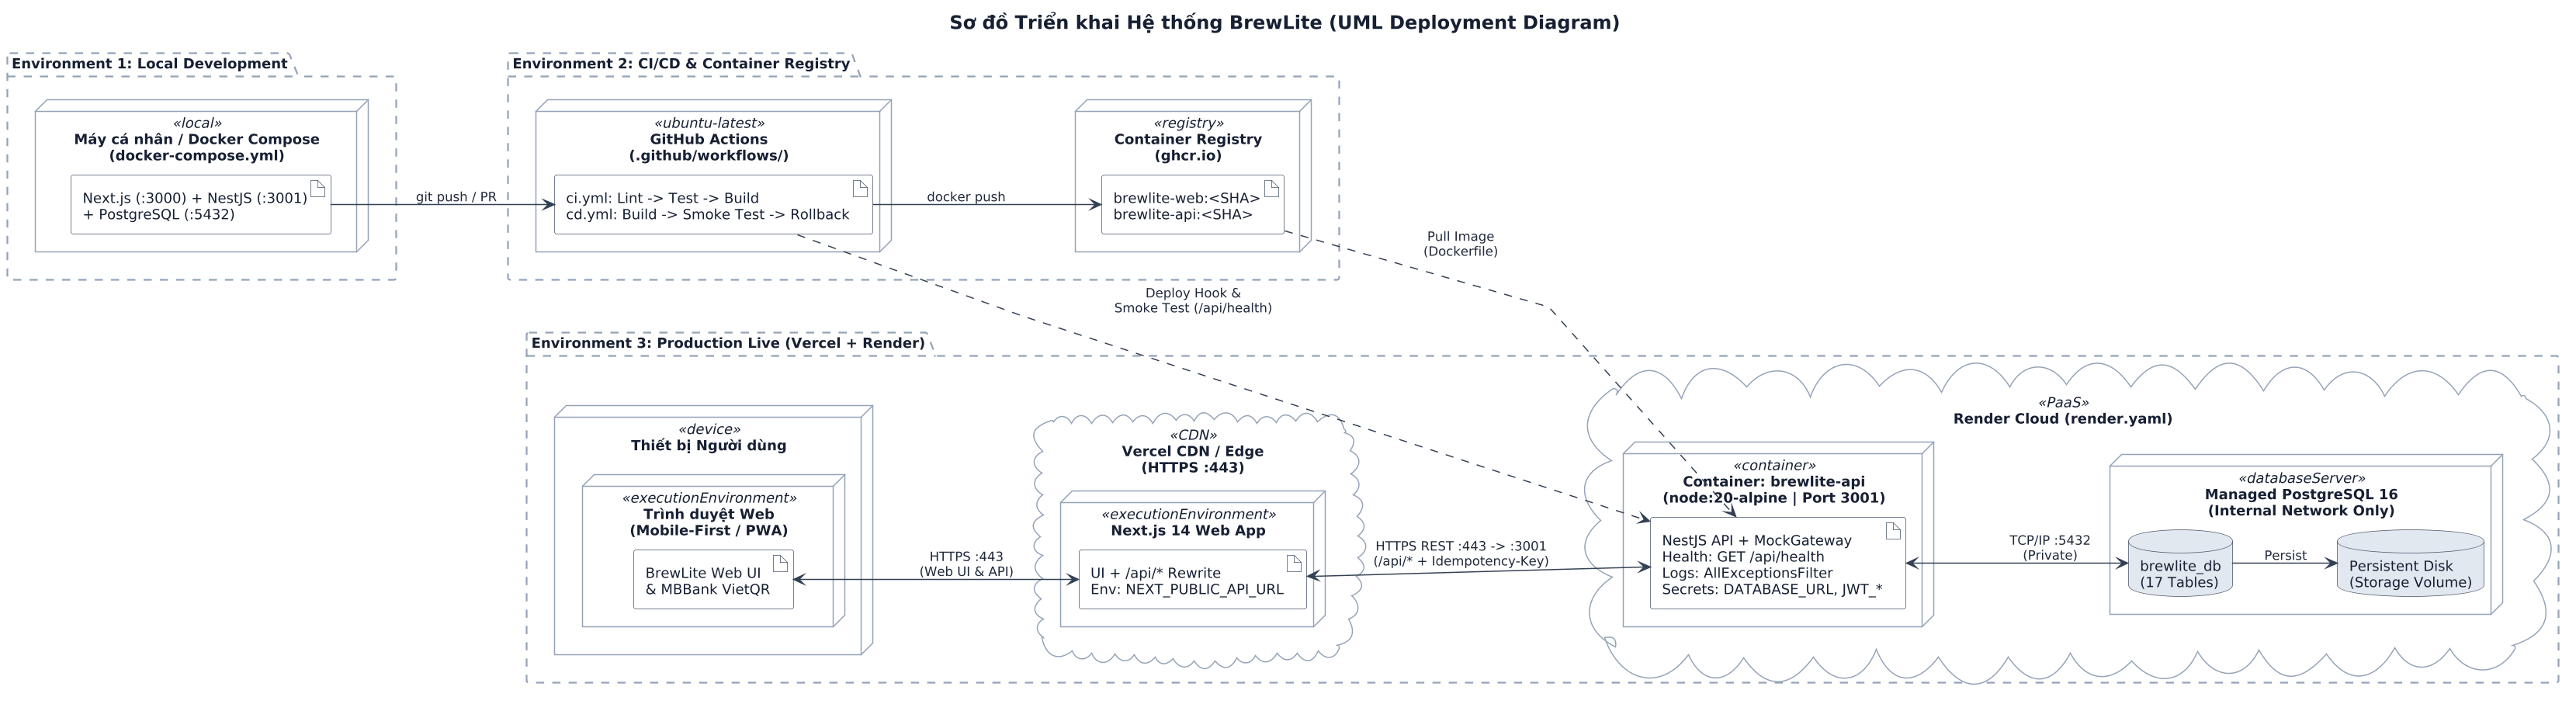 Sơ đồ Triển khai Hệ thống BrewLite (UML Deployment Diagram)
Environment 1: Local Development
«local»
Máy cá nhân / Docker Compose
(docker-compose.yml)
Next.js (:3000) + NestJS (:3001)
+ PostgreSQL (:5432)
git push / PR
Environment 2: CI/CD & Container Registry
«ubuntu-latest»
GitHub Actions
(.github/workflows/)
ci.yml: Lint -> Test -> Build
cd.yml: Build -> Smoke Test -> Rollback
docker push
«registry»
Container Registry
(ghcr.io)
brewlite-web:<SHA>
brewlite-api:<SHA>
Pull Image
(Dockerfile)
Deploy Hook &
Smoke Test (/api/health)
Environment 3: Production Live (Vercel + Render)
«device»
Thiết bị Người dùng
«executionEnvironment»
Trình duyệt Web
(Mobile-First / PWA)
BrewLite Web UI
& MBBank VietQR
HTTPS :443
(Web UI & API)
«CDN»
Vercel CDN / Edge
(HTTPS :443)
«executionEnvironment»
Next.js 14 Web App
UI + /api/* Rewrite
Env: NEXT_PUBLIC_API_URL
HTTPS REST :443 -> :3001
(/api/* + Idempotency-Key)
«PaaS»
Render Cloud (render.yaml)
«container»
Container: brewlite-api
(node:20-alpine | Port 3001)
NestJS API + MockGateway
Health: GET /api/health
Logs: AllExceptionsFilter
Secrets: DATABASE_URL, JWT_*
TCP/IP :5432
(Private)
«databaseServer»
Managed PostgreSQL 16
(Internal Network Only)
brewlite_db
(17 Tables)
Persist
Persistent Disk
(Storage Volume)